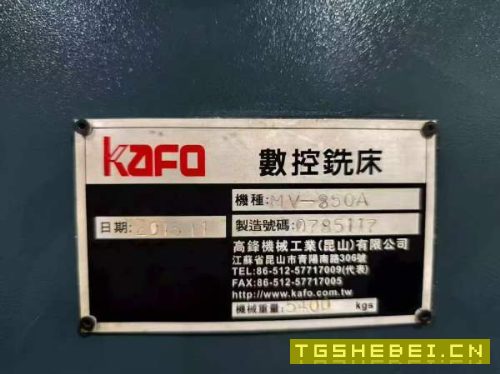 KAFO 數控銑床
機種: MV-850A
日期:
製造號碼: 0785117
高鋒機械工業(昆山)有限公司
江蘇省昆山市青陽南路306號
TEL:86-512-57717009(代表)
FAX:86-512-57717005
http://www.kafo.com.tw
機械重量: 5400 kgs
TGSHEBEI.CN